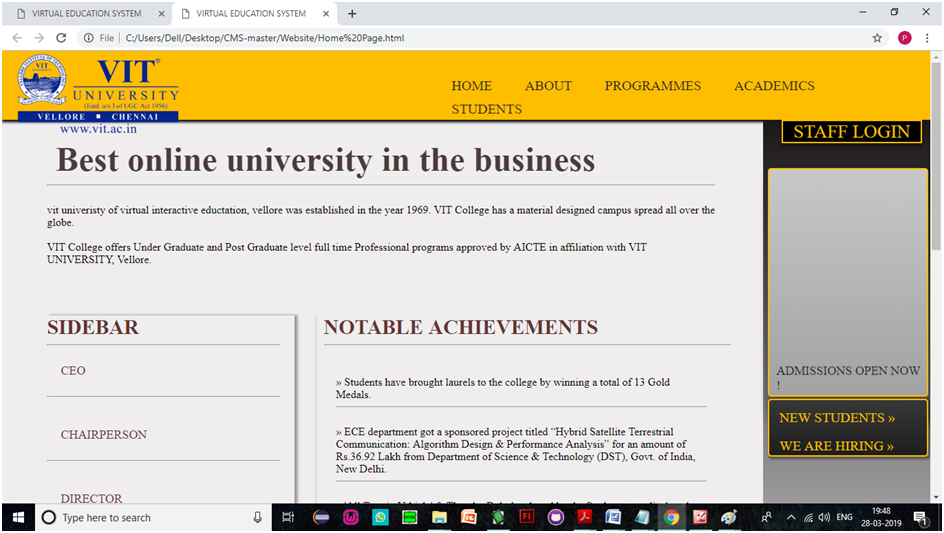 VIRTUAL EDUCATION SYSTEM
VIRTUAL EDUCATION SYSTEM
File
C:/Users/Dell/Desktop/CMS-master/Website/Home%20Page.html
P
VIT
UNIVERSITY
(Estd. u/s 3 of UGC Act 1956)
VELLORE ▪ CHENNAI
www.vit.ac.in
HOME ABOUT PROGRAMMES ACADEMICS
STUDENTS
STAFF LOGIN
Best online university in the business
vit univeristy of virtual interactive eductation, vellore was established in the year 1969. VIT College has a material designed campus spread all over the
globe.
VIT College offers Under Graduate and Post Graduate level full time Professional programs approved by AICTE in affiliation with VIT
UNIVERSITY, Vellore.
SIDEBAR
CEO
CHAIRPERSON
DIRECTOR
NOTABLE ACHIEVEMENTS
» Students have brought laurels to the college by winning a total of 13 Gold
Medals.
» ECE department got a sponsored project titled “Hybrid Satellite Terrestrial
Communication: Algorithm Design & Performance Analysis” for an amount of
Rs.36.92 Lakh from Department of Science & Technology (DST), Govt. of India,
New Delhi.
ADMISSIONS OPEN NOW
!
NEW STUDENTS »
WE ARE HIRING »
Type here to search
ENG
19:48
28-03-2019